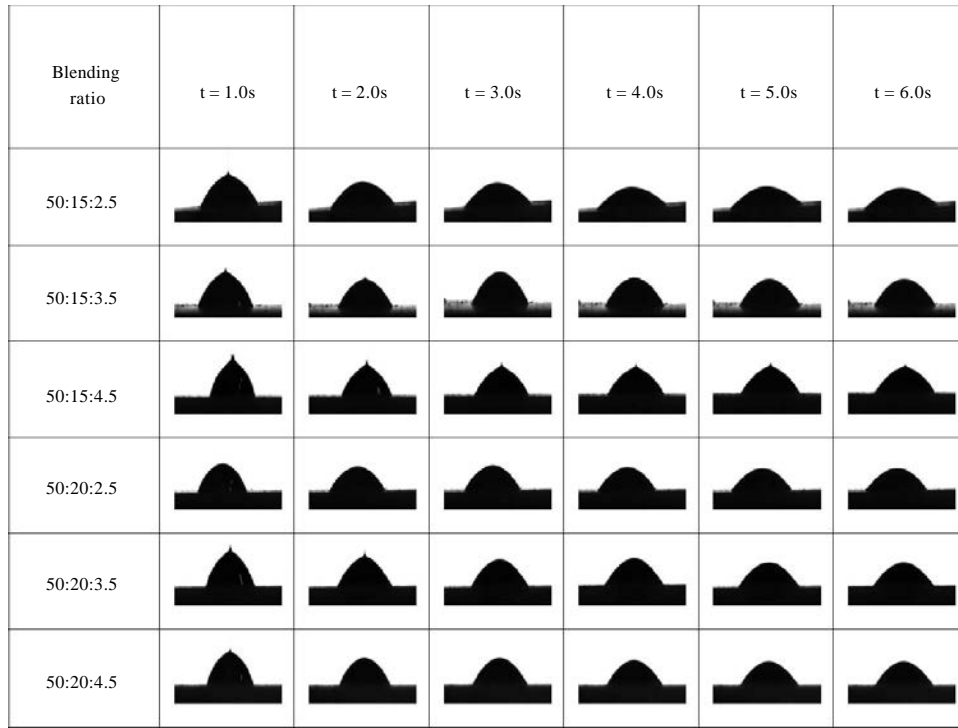 Blending
ratio
t = 1.0s
t = 2.0s
t = 3.0s
t = 4.0s
t = 5.0s
t = 6.0s
50:15:2.5
50:15:3.5
50:15:4.5
50:20:2.5
50:20:3.5
50:20:4.5